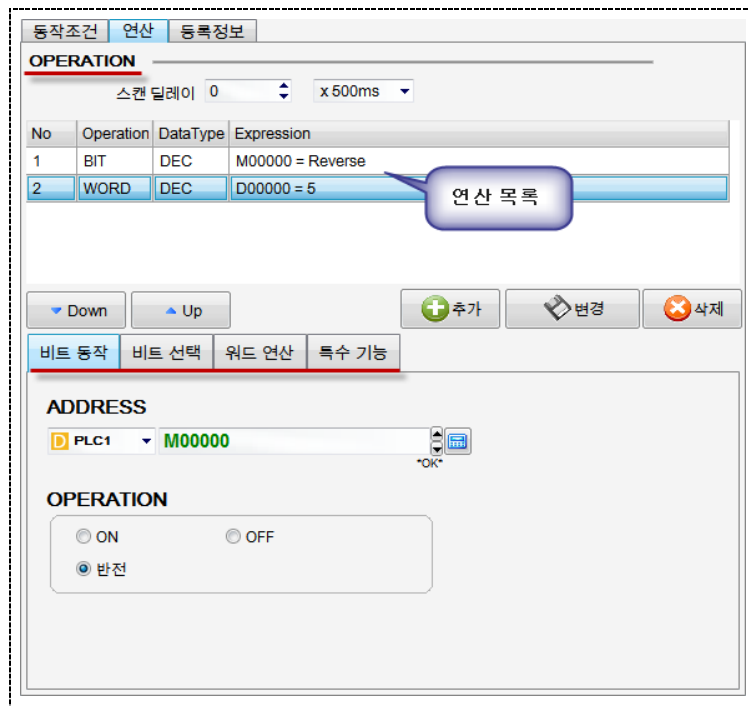 동작조건 연산 등록정보
OPERATION
스캔 딜레이 0 x 500ms
No Operation DataType Expression
1 BIT DEC M00000 = Reverse
2 WORD DEC D00000 = 5
연산 목록
Down Up 추가 변경 삭제
비트 동작 비트 선택 워드 연산 특수 기능
ADDRESS
D PLC1 M00000
*OK*
OPERATION
ON OFF
반전